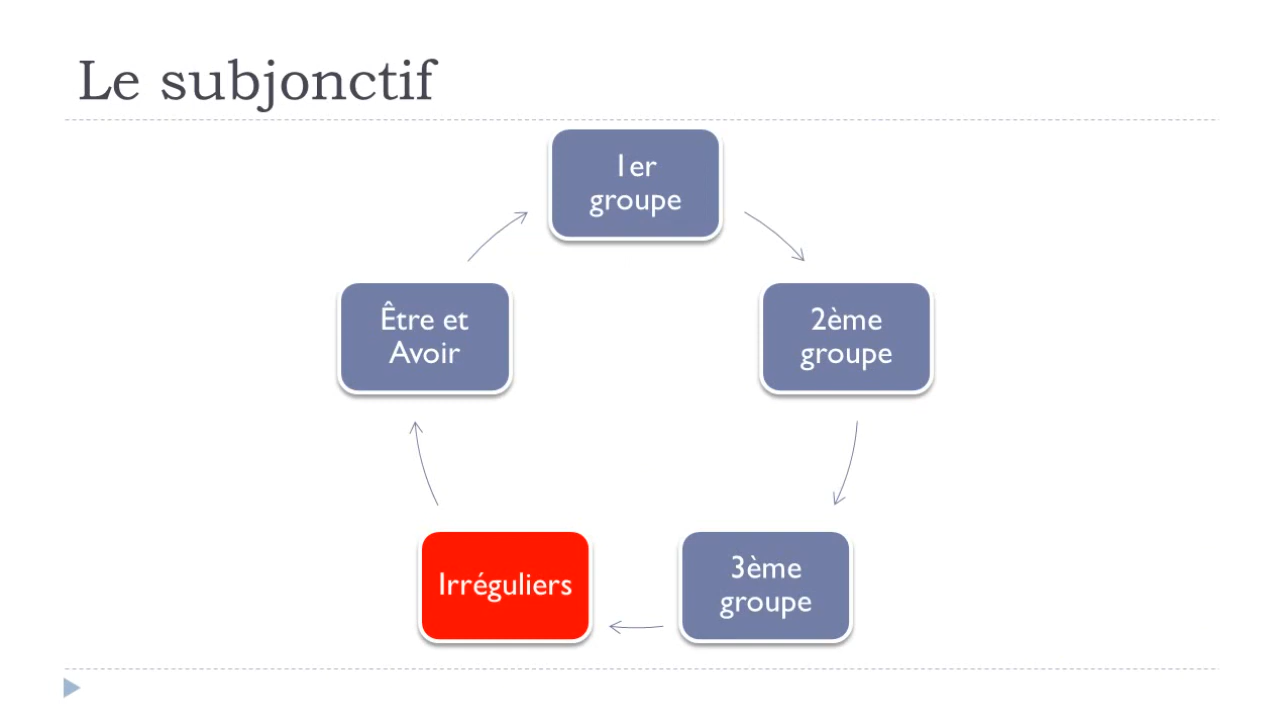 Le subjonctif
1er
groupe
Être et
Avoir
2ème
groupe
Irréguliers
3ème
groupe